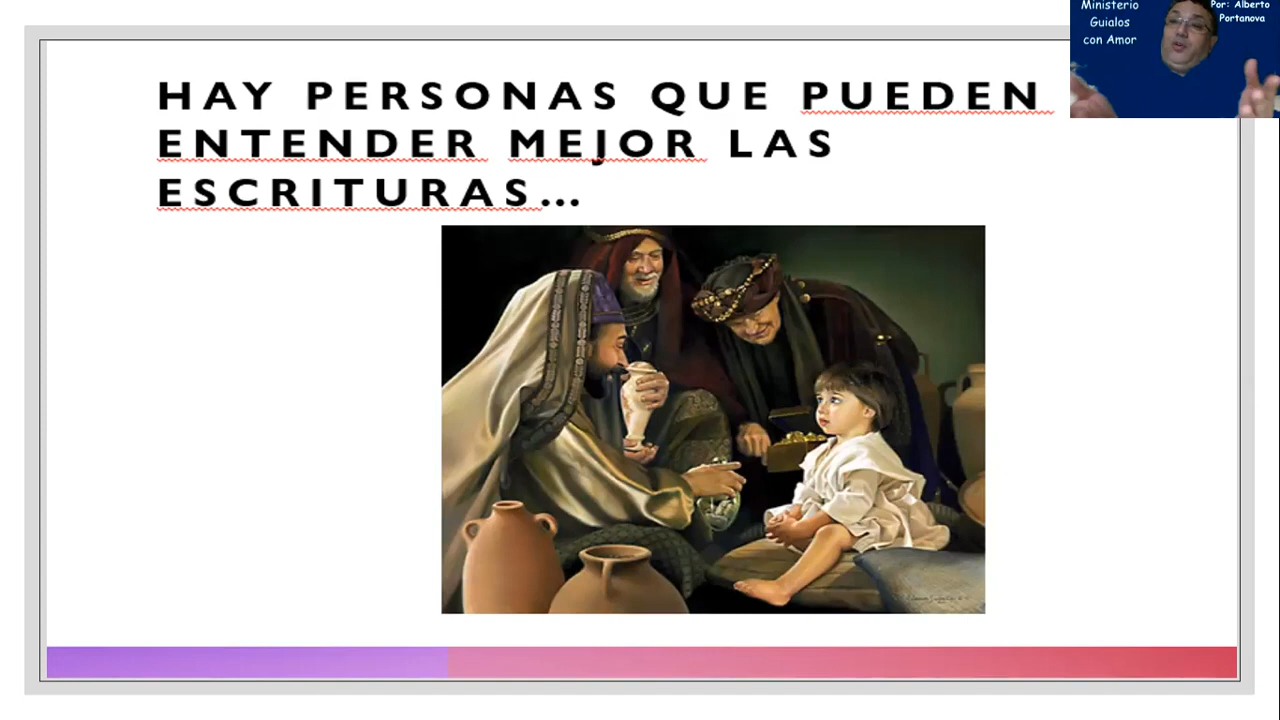 HAY PERSONAS QUE PUEDEN
ENTENDER MEJOR LAS
ESCRITURAS...
Ministerio
Guialos
con Amor
Por: Alberto
Portanova